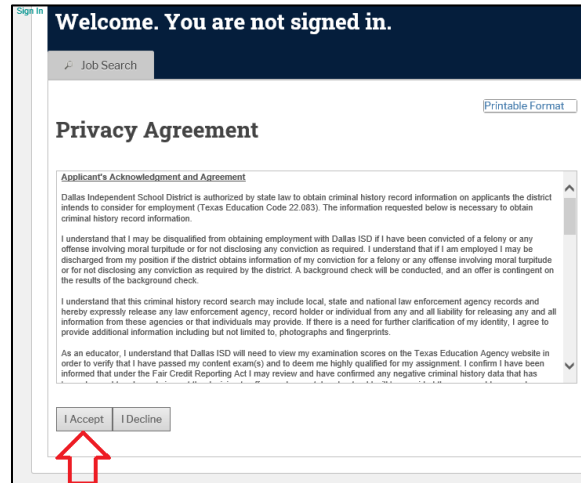 Sign In
Welcome. You are not signed in.
Job Search
Printable Format
Privacy Agreement
Applicant's Acknowledgment and Agreement
Dallas Independent School District is authorized by state law to obtain criminal history record information on applicants the district
intends to consider for employment (Texas Education Code 22.083). The information requested below is necessary to obtain
criminal history record information.
I understand that I may be disqualified from obtaining employment with Dallas ISD if I have been convicted of a felony or any
offense involving moral turpitude or for not disclosing any conviction as required. I understand that if I am employed I may be
discharged from my position if the district obtains information of my conviction for a felony or any offense involving moral turpitude
or for not disclosing any conviction as required by the district. A background check will be conducted, and an offer is contingent on
the results of the background check.
I understand that this criminal history record search may include local, state and national law enforcement agency records and
hereby expressly release any law enforcement agency, record holder or individual from any and all liability for releasing any and all
information from these agencies or that individuals may provide. If there is a need for further clarification of my identity, I agree to
provide additional information including but not limited to, photographs and fingerprints.
As an educator, I understand that Dallas ISD will need to view my examination scores on the Texas Education Agency website in
order to verify that I have passed my content exam(s) and to deem me highly qualified for my assignment. I confirm I have been
informed that under the Fair Credit Reporting Act I may review and have confirmed any negative criminal history data that has
I Accept I Decline